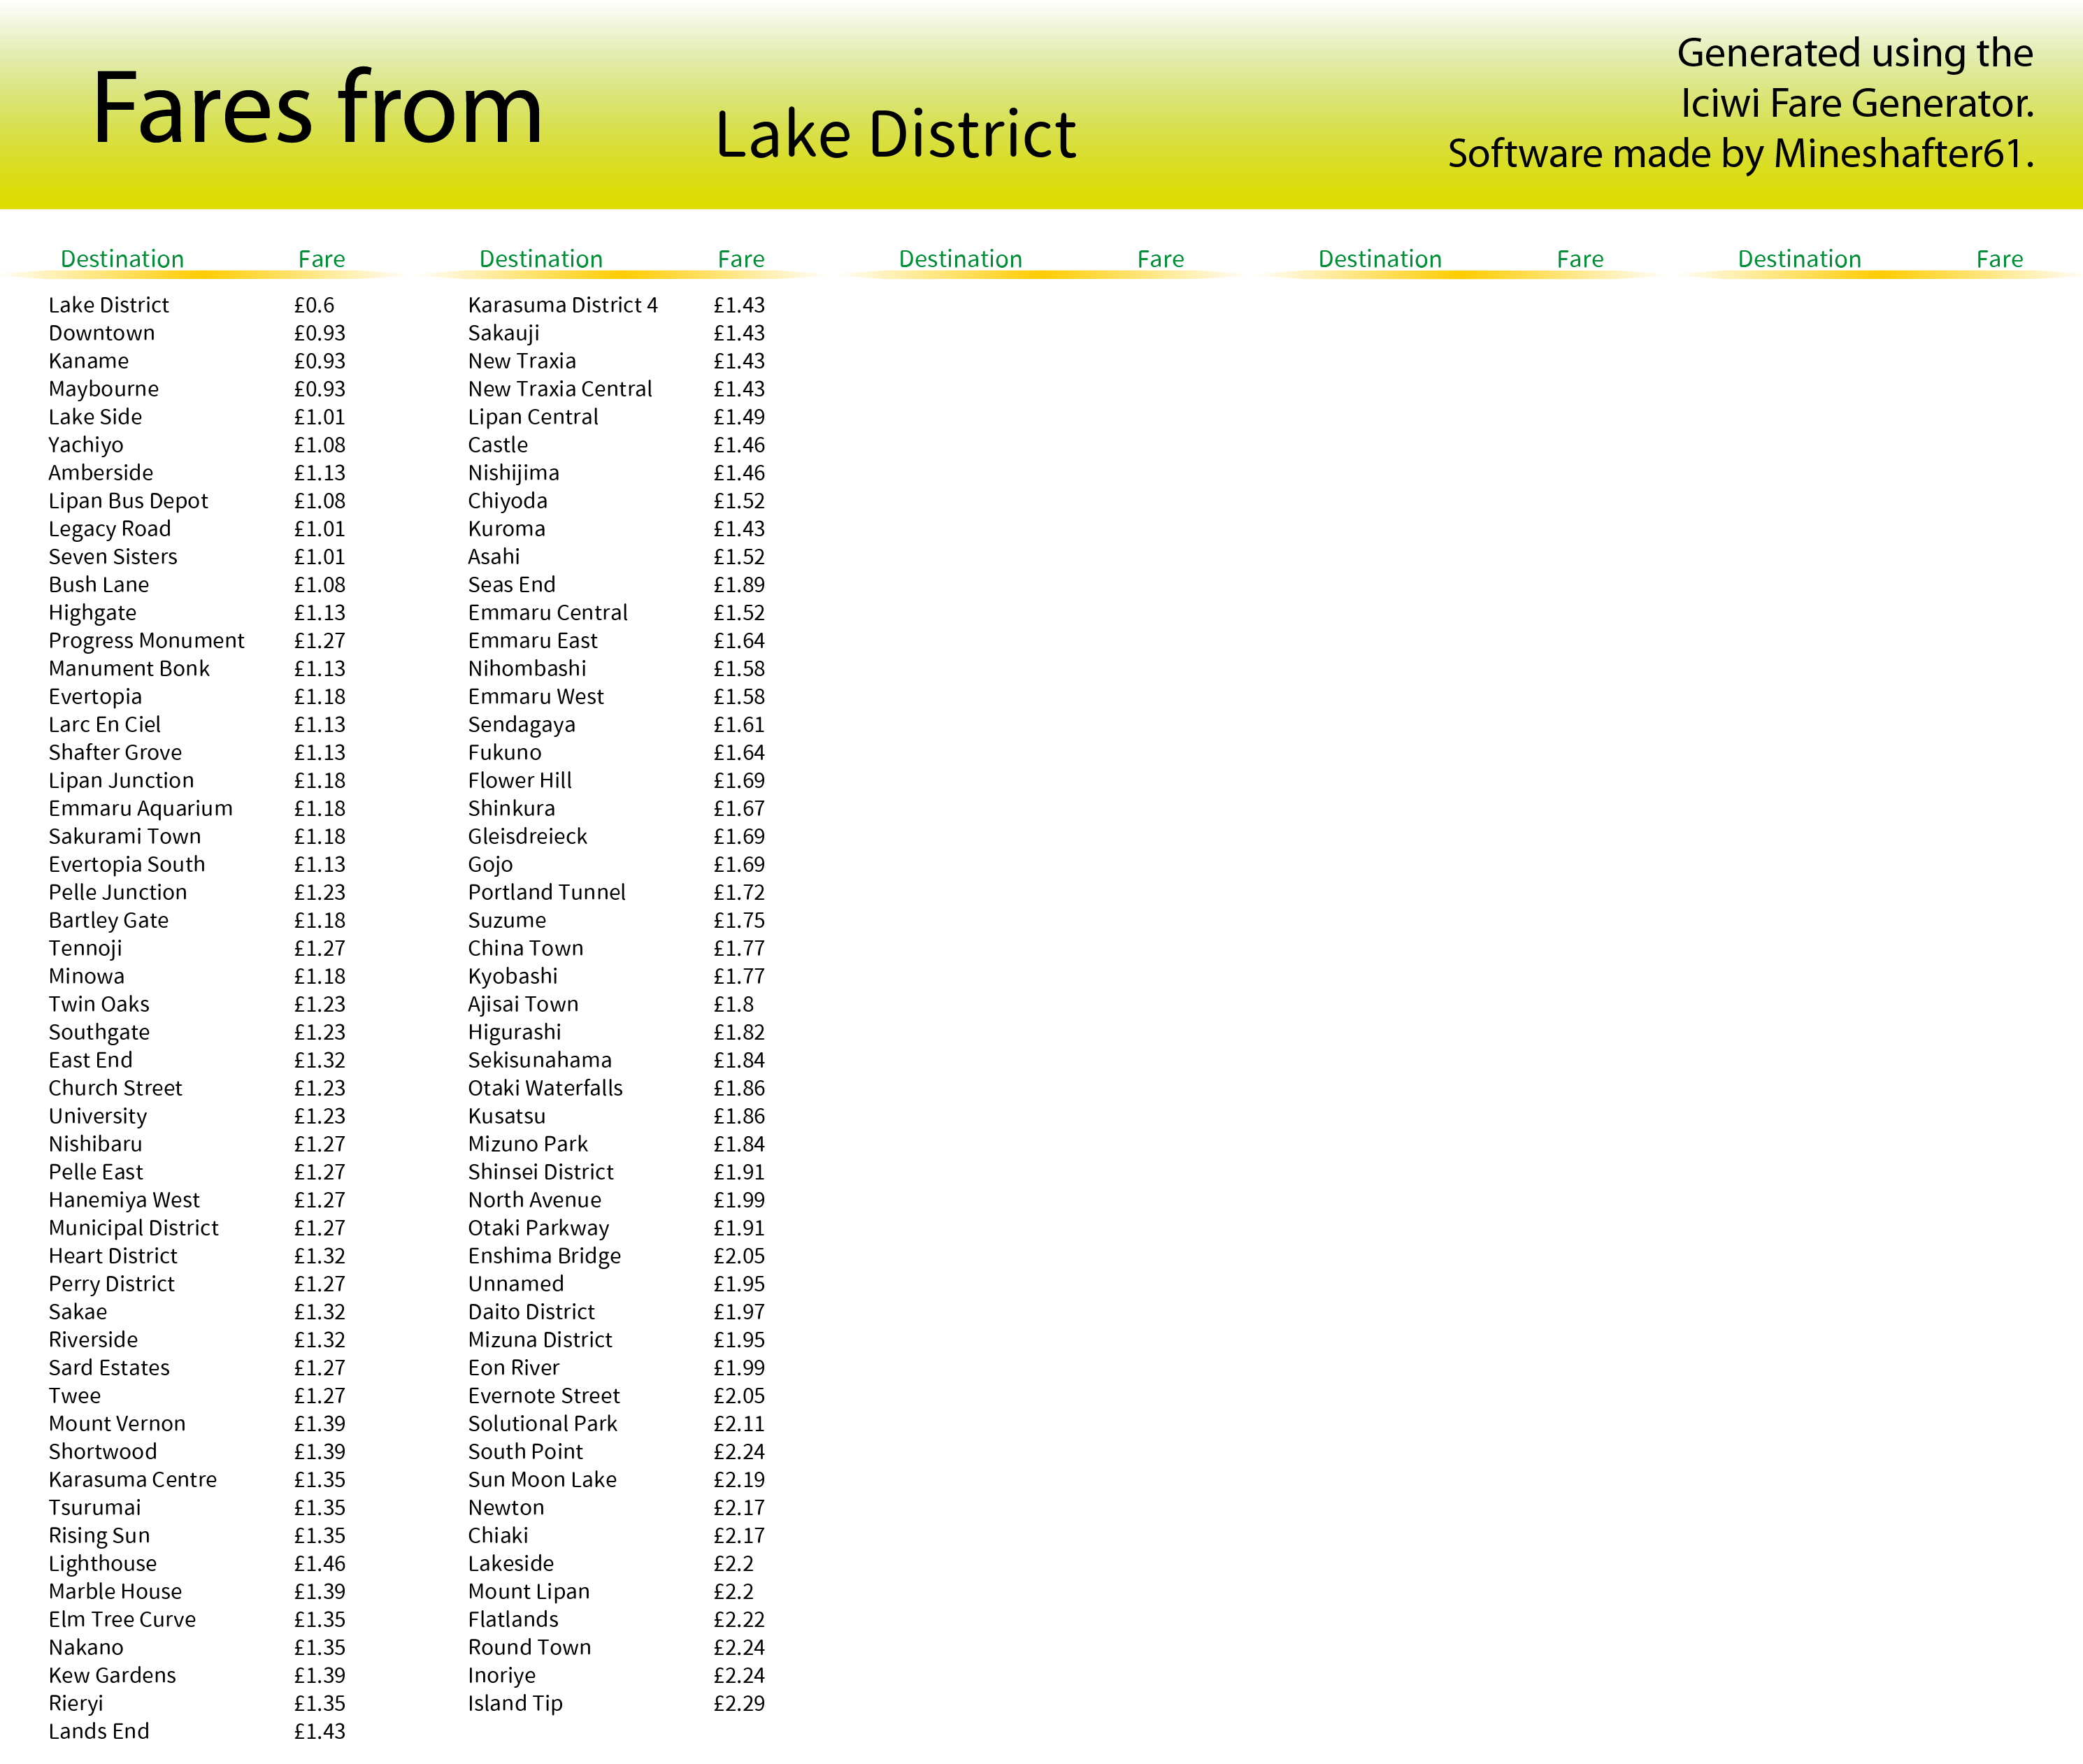 Fares from
Lake District
Generated using the
Iciwi Fare Generator.
Software made by Mineshafter61.
Destination Fare
Lake District £0.6
Downtown £0.93
Kaname £0.93
Maybourne £0.93
Lake Side £1.01
Yachiyo £1.08
Amberside £1.13
Lipan Bus Depot £1.08
Legacy Road £1.01
Seven Sisters £1.01
Bush Lane £1.08
Highgate £1.13
Progress Monument £1.27
Manument Bonk £1.13
Evertopia £1.18
Larc En Ciel £1.13
Shafter Grove £1.13
Lipan Junction £1.18
Emmaru Aquarium £1.18
Sakurami Town £1.18
Evertopia South £1.13
Pelle Junction £1.23
Bartley Gate £1.18
Tennoji £1.27
Minowa £1.18
Twin Oaks £1.23
Southgate £1.23
East End £1.32
Church Street £1.23
University £1.23
Nishibaru £1.27
Pelle East £1.27
Hanemiya West £1.27
Municipal District £1.27
Heart District £1.32
Perry District £1.27
Sakae £1.32
Riverside £1.32
Sard Estates £1.27
Twee £1.27
Mount Vernon £1.39
Shortwood £1.39
Karasuma Centre £1.35
Tsurumai £1.35
Rising Sun £1.35
Lighthouse £1.46
Marble House £1.39
Elm Tree Curve £1.35
Nakano £1.35
Kew Gardens £1.39
Rieryi £1.35
Lands End £1.43
Destination Fare
Karasuma District 4 £1.43
Sakauji £1.43
New Traxia £1.43
New Traxia Central £1.43
Lipan Central £1.49
Castle £1.46
Nishijima £1.46
Chiyoda £1.52
Kuroma £1.43
Asahi £1.52
Seas End £1.89
Emmaru Central £1.52
Emmaru East £1.64
Nihombashi £1.58
Emmaru West £1.58
Sendagaya £1.61
Fukuno £1.64
Flower Hill £1.69
Shinkura £1.67
Gleisdreieck £1.69
Gojo £1.69
Portland Tunnel £1.72
Suzume £1.75
China Town £1.77
Kyobashi £1.77
Ajisai Town £1.8
Higurashi £1.82
Sekisunahama £1.84
Otaki Waterfalls £1.86
Kusatsu £1.86
Mizuno Park £1.84
Shinsei District £1.91
North Avenue £1.99
Otaki Parkway £1.91
Enshima Bridge £2.05
Unnamed £1.95
Daito District £1.97
Mizuna District £1.95
Eon River £1.99
Evernote Street £2.05
Solutional Park £2.11
South Point £2.24
Sun Moon Lake £2.19
Newton £2.17
Chiaki £2.17
Lakeside £2.2
Mount Lipan £2.2
Flatlands £2.22
Round Town £2.24
Inoriye £2.24
Island Tip £2.29
Destination Fare
Destination Fare
Destination Fare